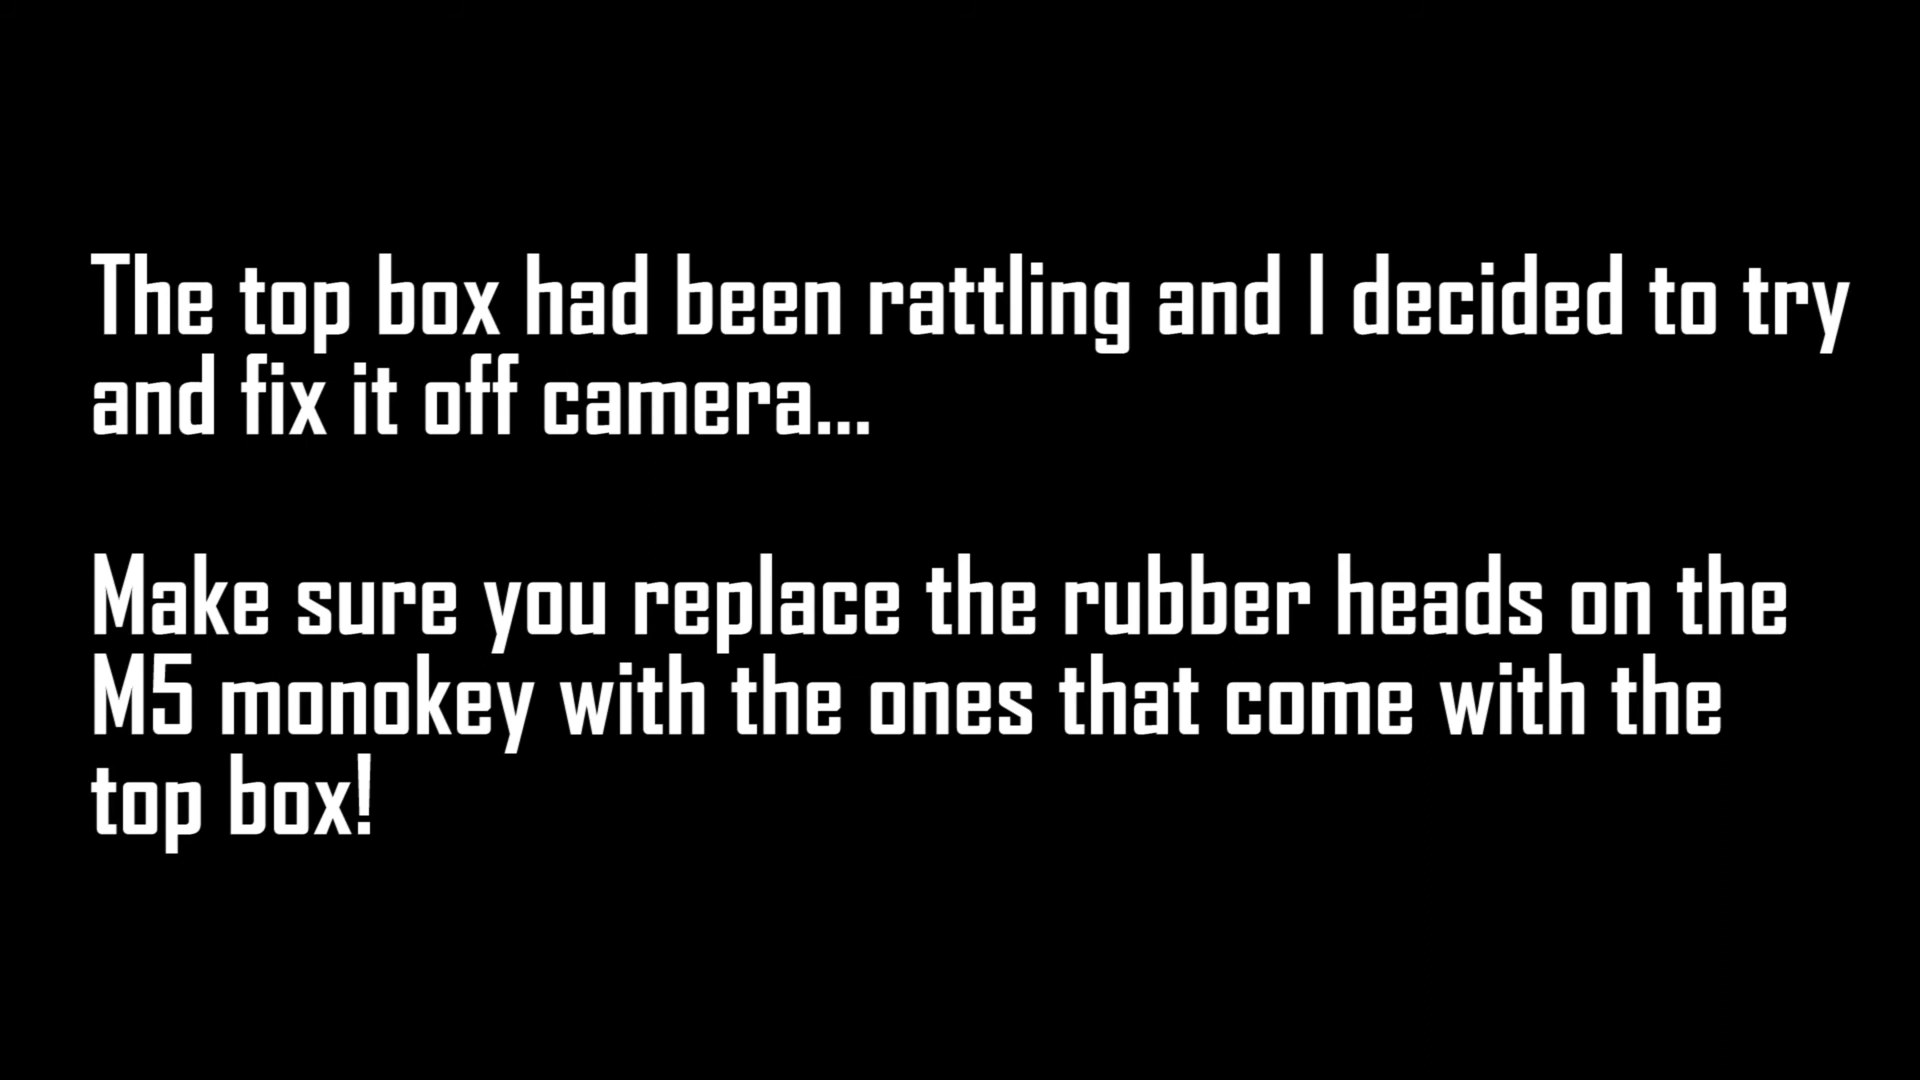 The top box had been rattling and I decided to try
and fix it off camera...
Make sure you replace the rubber heads on the
M5 monokey with the ones that come with the
top box!